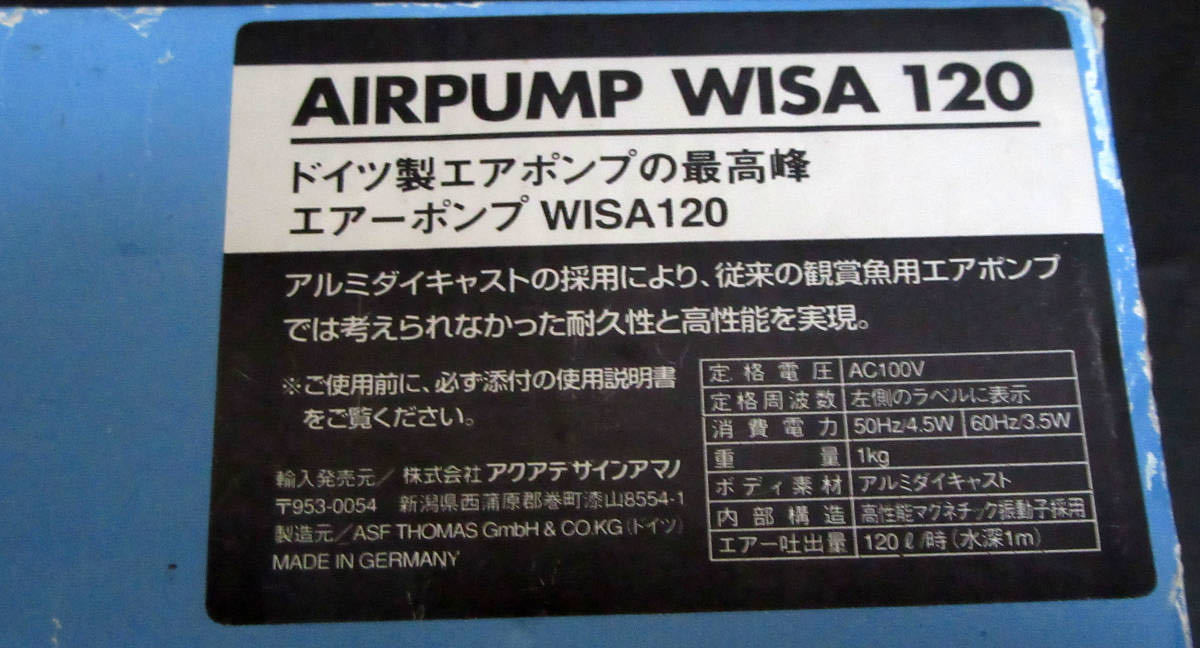 AIRPUMP WISA 120
ドイツ製エアポンプの最高峰
エアーポンプ WISA120
アルミダイキャストの採用により、従来の観賞魚用エアポンプ
では考えられなかった耐久性と高性能を実現。
※ご使用前に、必ず添付の使用説明書
をご覧ください。
輸入発売元/株式会社 アクアデザインアマノ
〒953-0054 新潟県西蒲原郡巻町漆山8554-1
製造元/ASF THOMAS GmbH & CO.KG (ドイツ)
MADE IN GERMANY
定格電圧 AC100V
定格周波数 左側のラベルに表示
消費電力 50Hz/4.5W 60Hz/3.5W
重量 1kg
ボディ素材 アルミダイキャスト
内部構造 高性能マグネチック振動子採用
エアー吐出量 120ℓ/時 (水深1m)